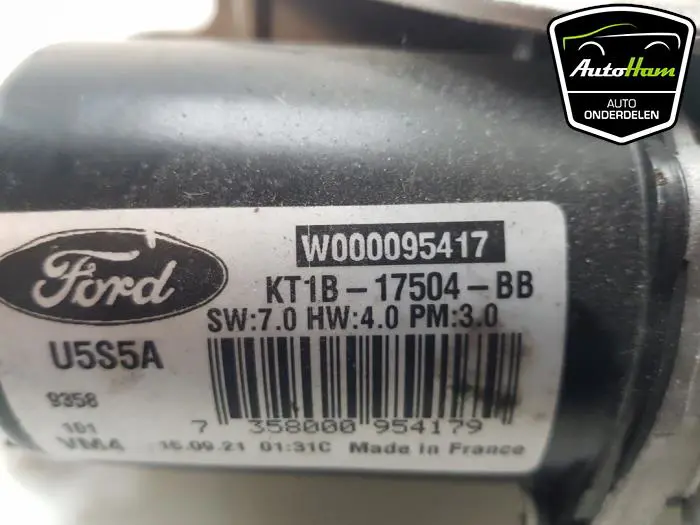 AutoHam
AUTO
ONDERDELEN
W000095417
Ford
KT1B-17504-BB
SW:7.0 HW:4.0 PM:3.0
U5S5A
9358
7 358000 954179
101
VM4 16.09.21 01:31C Made in France